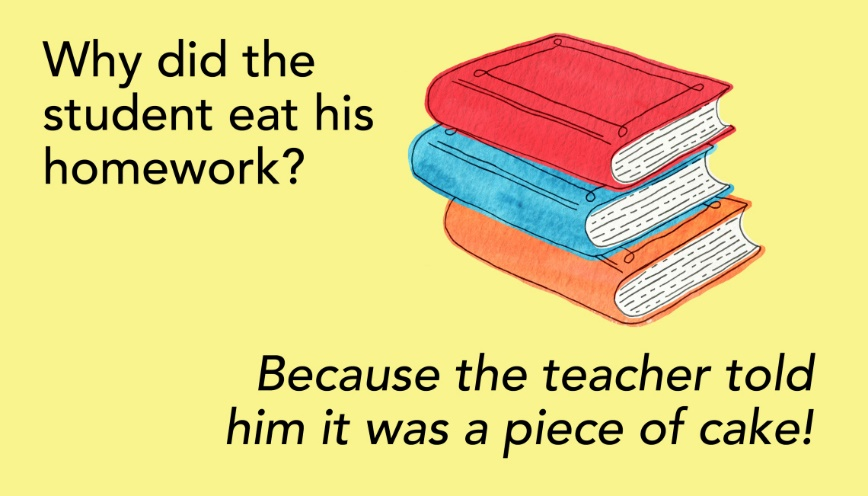 Why did the
student eat his
homework?
Because the teacher told
him it was a piece of cake!